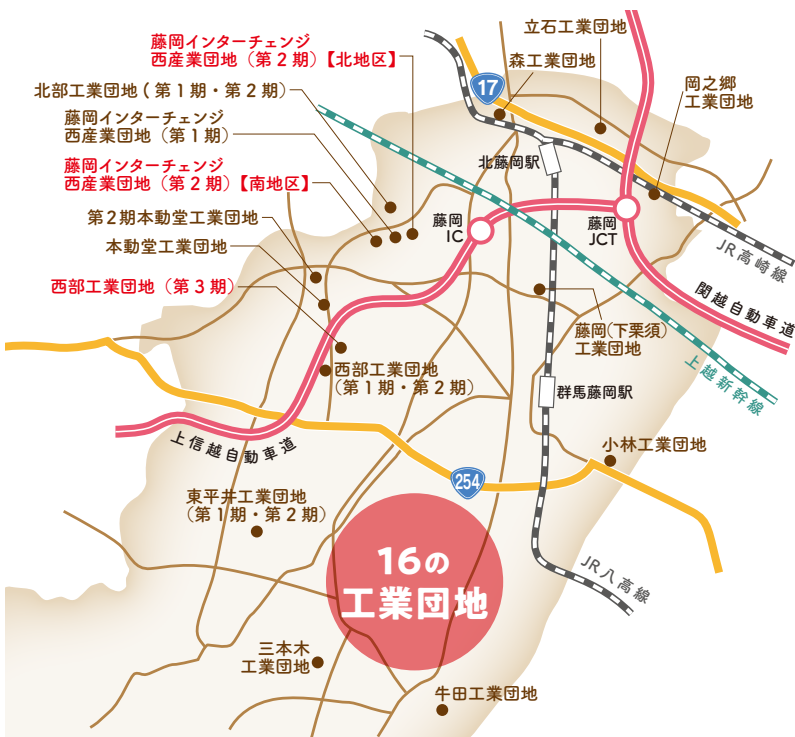 藤岡インターチェンジ
西産業団地（第２期）【北地区】
北部工業団地（第１期・第２期）
藤岡インターチェンジ
西産業団地（第１期）
藤岡インターチェンジ
西産業団地（第２期）【南地区】
第２期本動堂工業団地
本動堂工業団地
西部工業団地（第３期）
立石工業団地
森工業団地
17
岡之郷
工業団地
北藤岡駅
藤岡
IC
藤岡
JCT
JR高崎線
関越自動車道
上越新幹線
藤岡(下栗須)
工業団地
西部工業団地
（第１期・第２期）
群馬藤岡駅
上信越自動車道
小林工業団地
254
東平井工業団地
（第１期・第２期）
16の
工業団地
JR八高線
三本木
工業団地
牛田工業団地